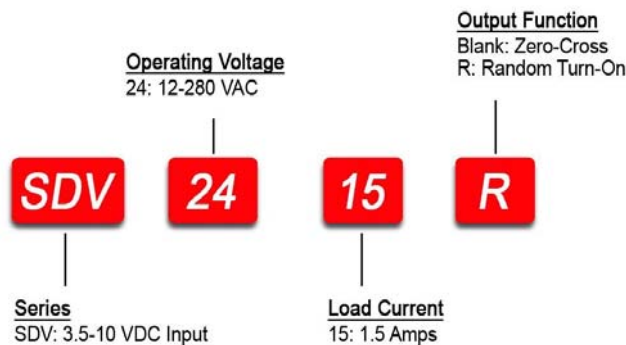 Output Function
Blank: Zero-Cross
R: Random Turn-On
Operating Voltage
24: 12-280 VAC
SDV 24 15 R
Series
SDV: 3.5-10 VDC Input
Load Current
15: 1.5 Amps